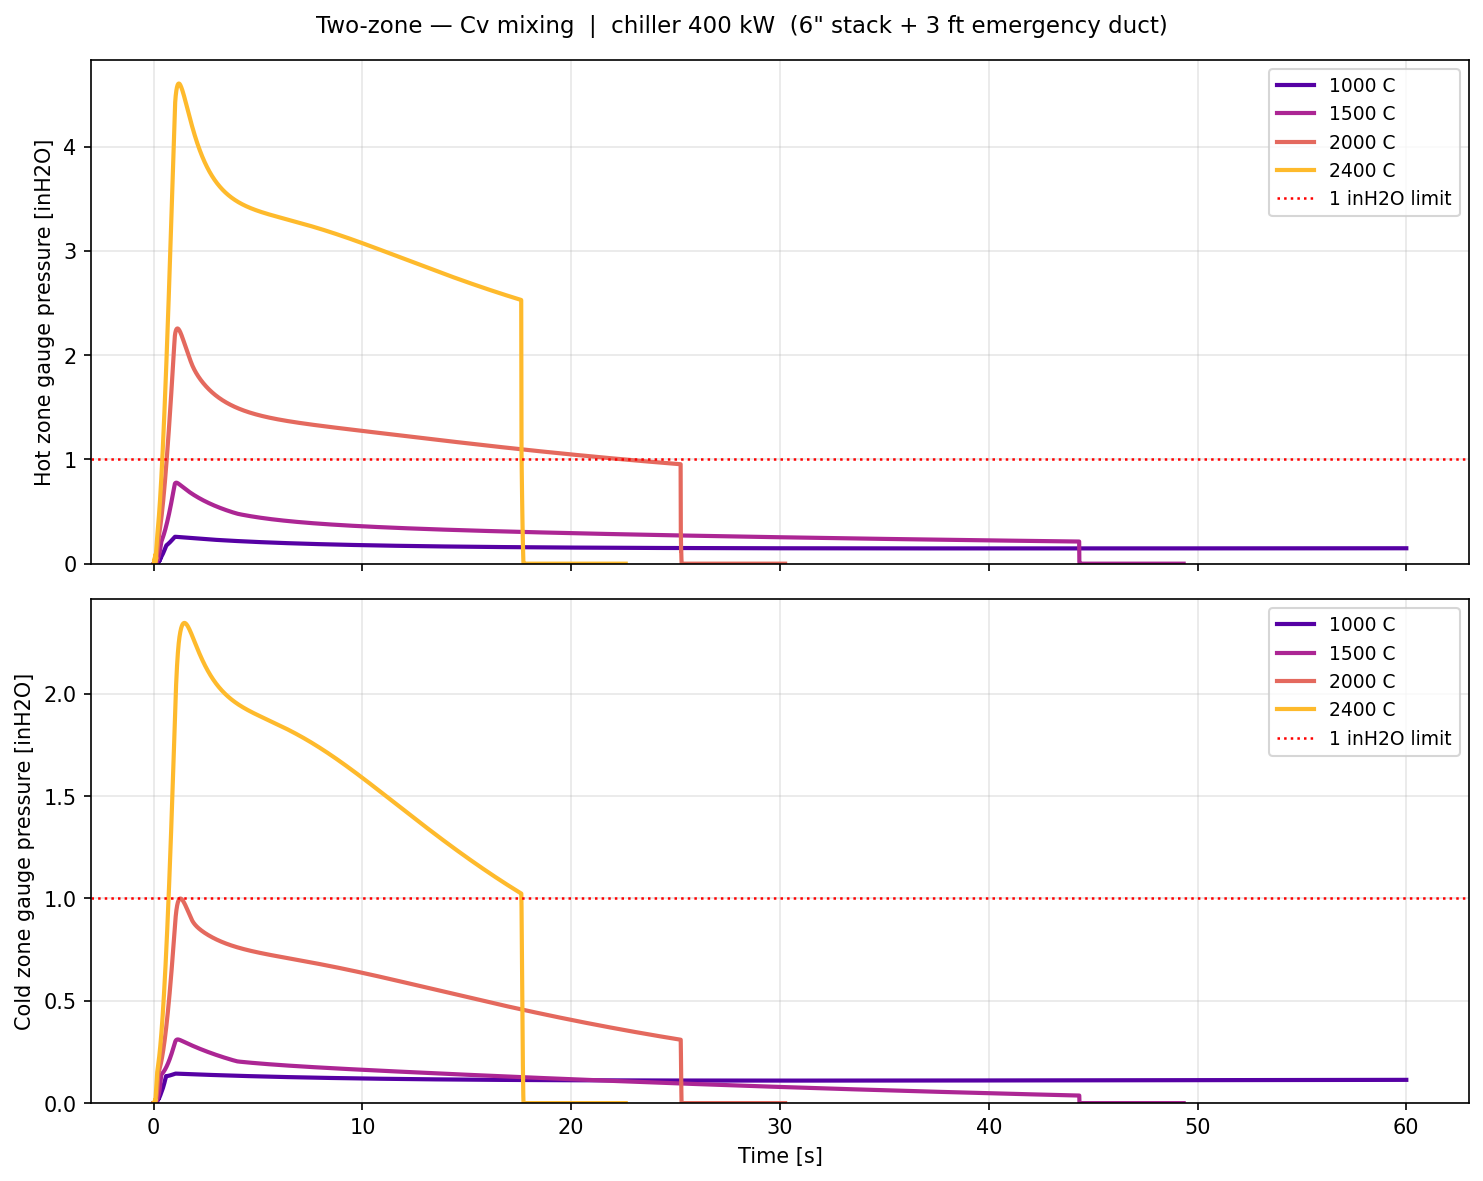 Two-zone — Cv mixing | chiller 400 kW (6" stack + 3 ft emergency duct)
Hot zone gauge pressure [inH2O]
4
3
2
1
0
1000 C
1500 C
2000 C
2400 C
1 inH2O limit
Cold zone gauge pressure [inH2O]
2.0
1.5
1.0
0.5
0.0
1000 C
1500 C
2000 C
2400 C
1 inH2O limit
0 10 20 30 40 50 60
Time [s]